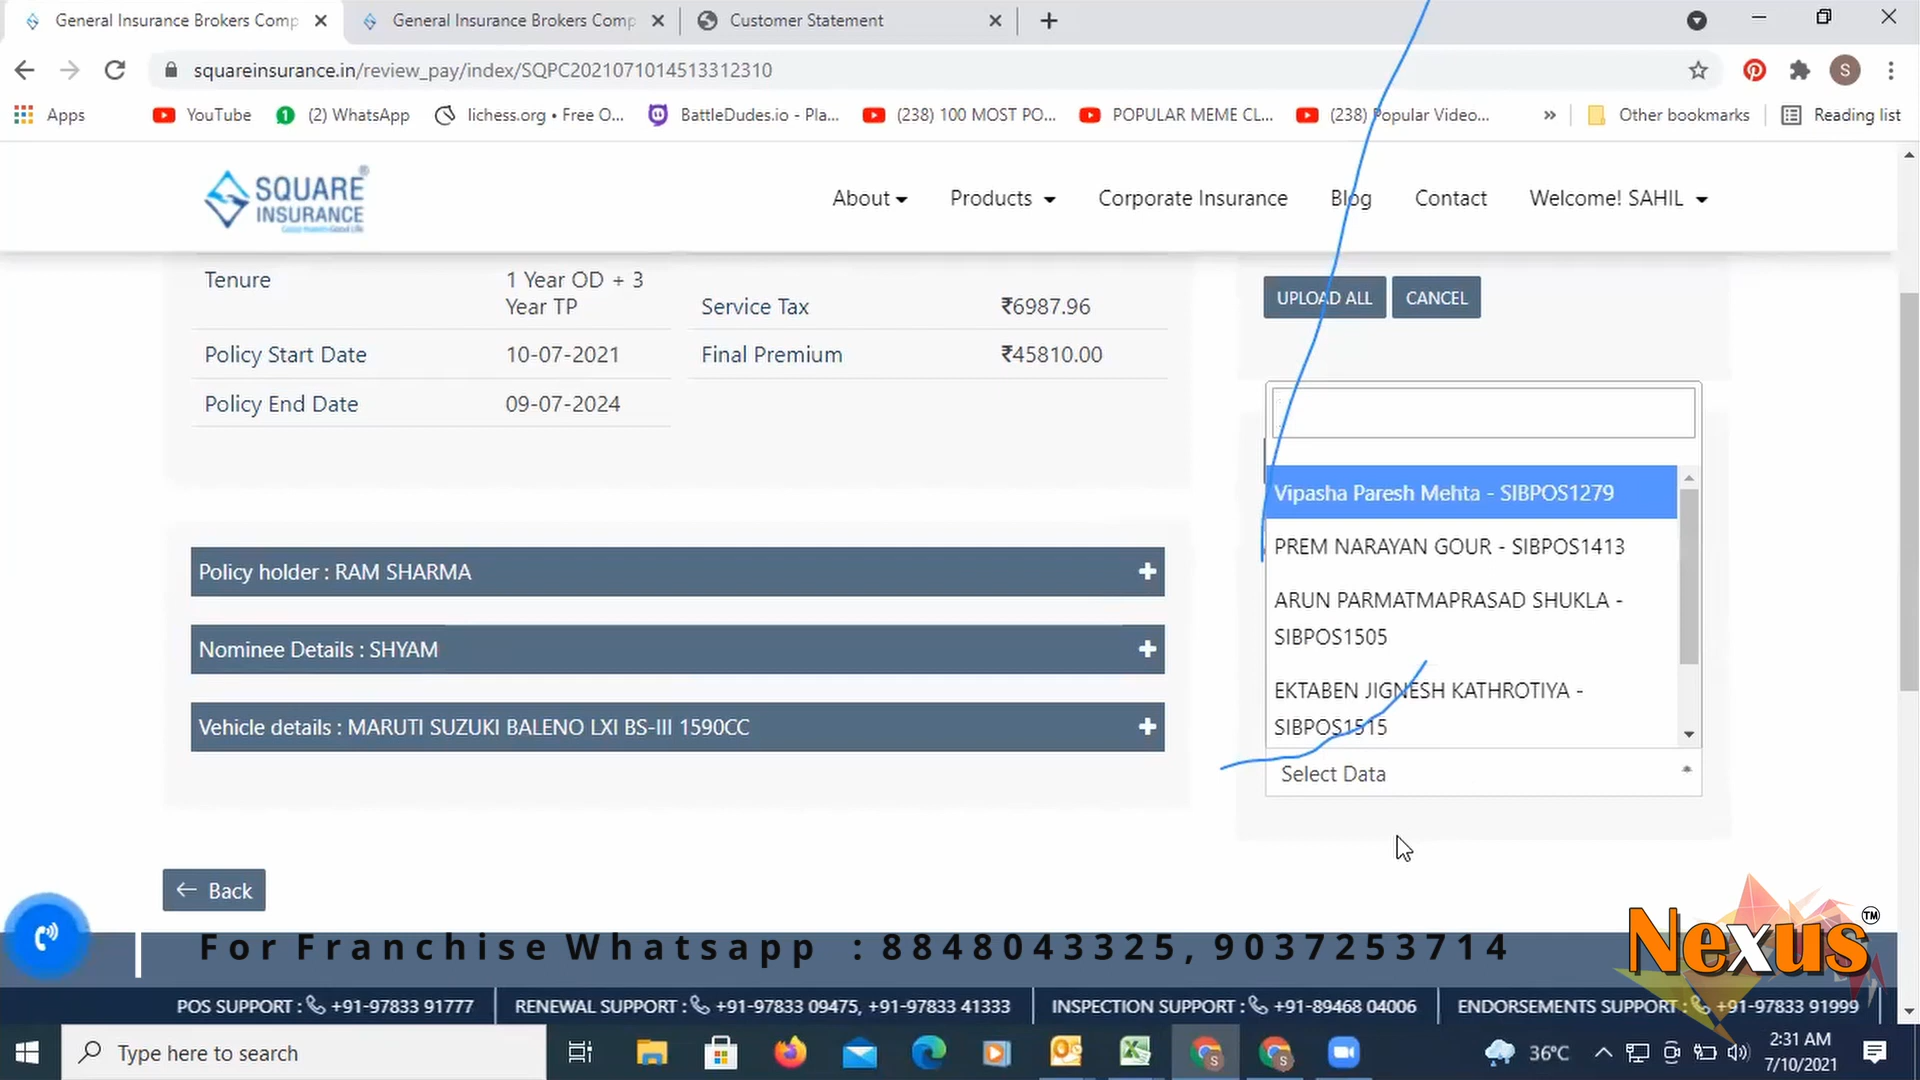 General Insurance Brokers Comp
General Insurance Brokers Comp
Customer Statement
squareinsurance.in/review_pay/index/SQPC2021071014513312310
S
Apps
YouTube
(2) WhatsApp
lichess.org • Free O...
BattleDudes.io - Pla...
(238) 100 MOST PO...
POPULAR MEME CL...
(238) Popular Video...
»
Other bookmarks
Reading list
SQUARE
INSURANCE
About
Products
Corporate Insurance
Blog
Contact
Welcome! SAHIL
Tenure
1 Year OD + 3
Year TP
Service Tax
₹6987.96
Policy Start Date
10-07-2021
Final Premium
₹45810.00
Policy End Date
09-07-2024
UPLOAD ALL
CANCEL
Vipasha Paresh Mehta - SIBPOS1279
PREM NARAYAN GOUR - SIBPOS1413
ARUN PARMATMAPRASAD SHUKLA -
SIBPOS1505
EKTABEN JIGNESH KATHROTIYA -
SIBPOS1515
Select Data
Policy holder : RAM SHARMA
Nominee Details : SHYAM
Vehicle details : MARUTI SUZUKI BALENO LXI BS-III 1590CC
Back
For Franchise Whatsapp : 8848043325, 9037253714
Nexus™
POS SUPPORT : +91-97833 91777
RENEWAL SUPPORT : +91-97833 09475, +91-97833 41333
INSPECTION SUPPORT : +91-89468 04006
ENDORSEMENTS SUPPORT : +91-97833 91999
Type here to search
36°C
2:31 AM
7/10/2021